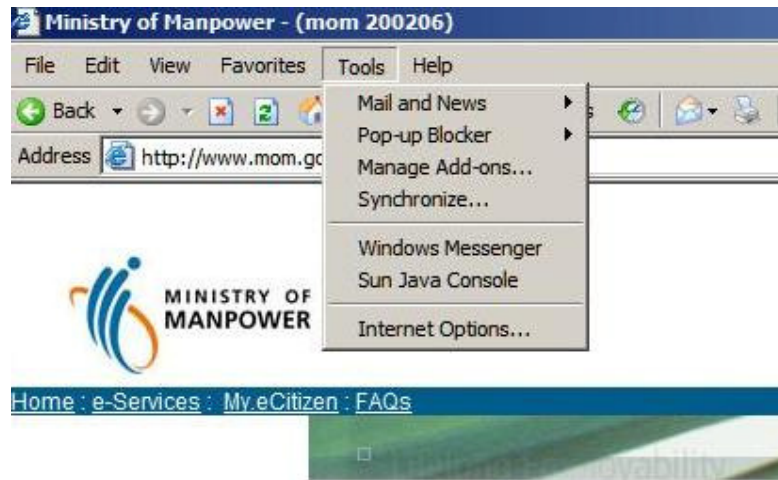 Ministry of Manpower - (mom 200206)
File Edit View Favorites Tools Help
Back
Mail and News
Pop-up Blocker
Address http://www.mom.gc
Manage Add-ons...
Synchronize...
Windows Messenger
Sun Java Console
Internet Options...
MINISTRY OF
MANPOWER
Home : e-Services : My.eCitizen : FAQs